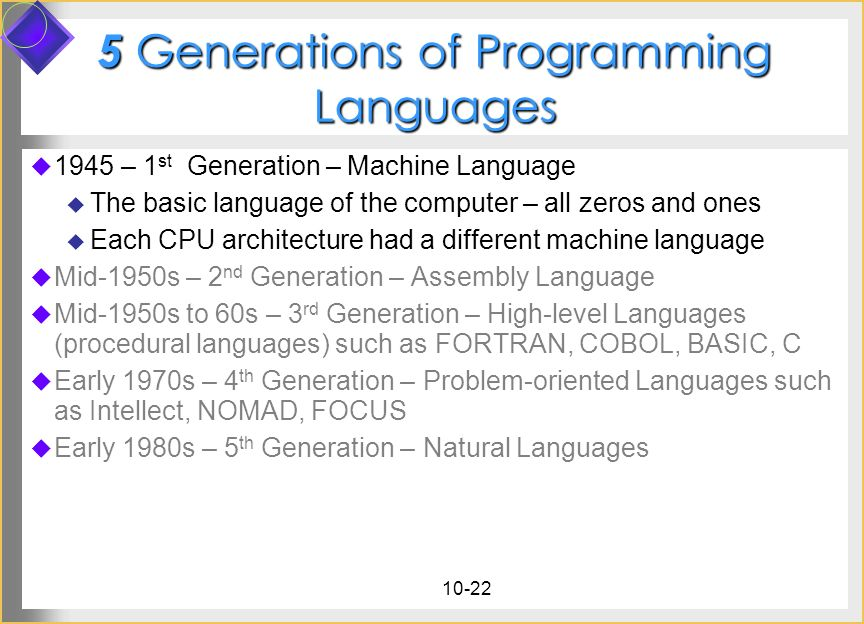 5 Generations of Programming
Languages
1945 – 1st Generation – Machine Language
The basic language of the computer – all zeros and ones
Each CPU architecture had a different machine language
Mid-1950s – 2nd Generation – Assembly Language
Mid-1950s to 60s – 3rd Generation – High-level Languages
(procedural languages) such as FORTRAN, COBOL, BASIC, C
Early 1970s – 4th Generation – Problem-oriented Languages such
as Intellect, NOMAD, FOCUS
Early 1980s – 5th Generation – Natural Languages
10-22